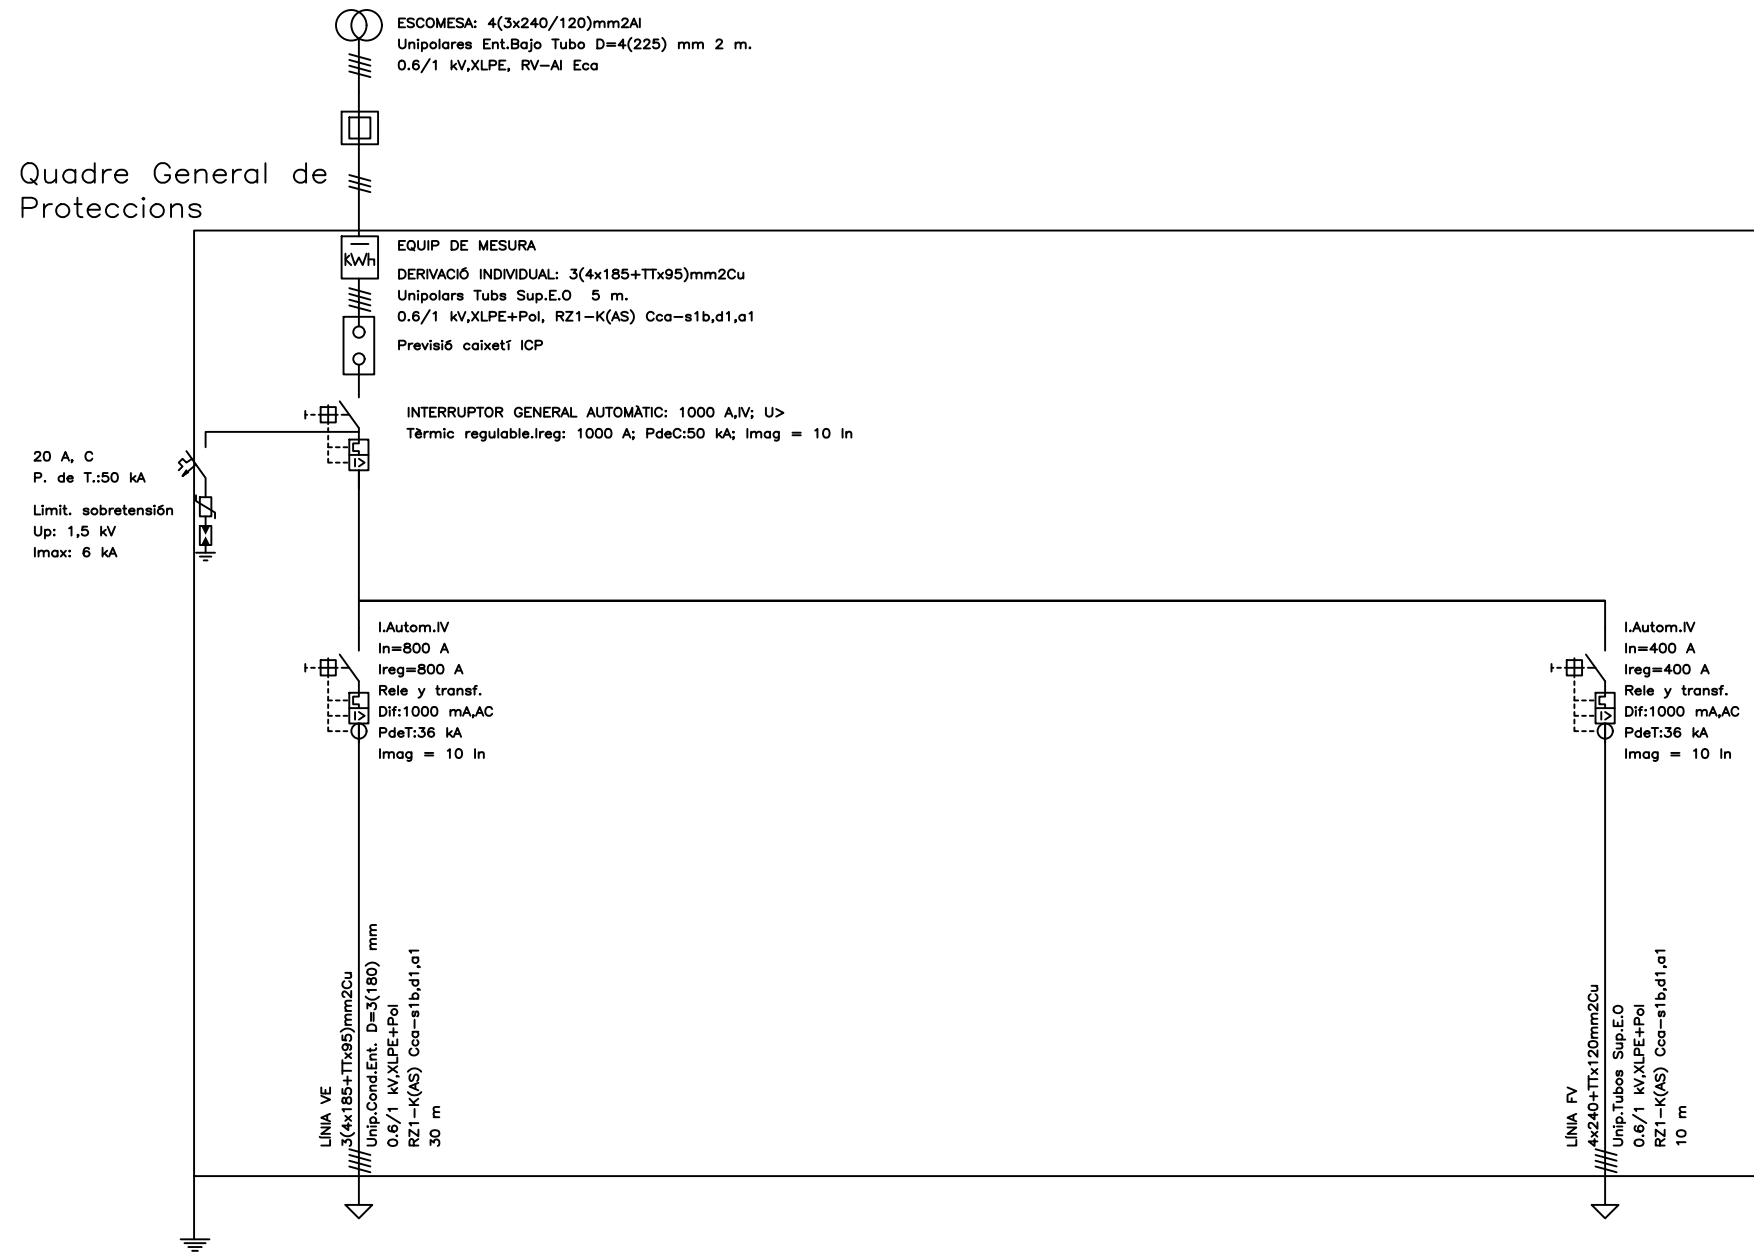 ESCOMESA: 4(3x240/120)mm2Al
Unipolares Ent.Bajo Tubo D=4(225) mm 2 m.
0.6/1 kV,XLPE, RV-Al Eca
Quadre General de
Proteccions
EQUIP DE MESURA
KWh
DERIVACIÓ INDIVIDUAL: 3(4x185+TTx95)mm2Cu
Unipolars Tubs Sup.E.O 5 m.
0.6/1 kV,XLPE+Pol, RZ1-K(AS) Cca-s1b,d1,a1
Previsió caixetí ICP
INTERRUPTOR GENERAL AUTOMÀTIC: 1000 A,IV; U>
Tèrmic regulable.Ireg: 1000 A; PdeC:50 kA; Imag = 10 In
I>
20 A, C
P. de T.:50 kA
Limit. sobretensión
Up: 1,5 kV
Imax: 6 kA
I.Autom.IV
In=800 A
Ireg=800 A
Rele y transf.
Dif:1000 mA,AC
PdeT:36 kA
Imag = 10 In
I>
I.Autom.IV
In=400 A
Ireg=400 A
Rele y transf.
Dif:1000 mA,AC
PdeT:36 kA
Imag = 10 In
I>
LÍNIA VE
3(4x185+TTx95)mm2Cu
Unip.Cond.Ent. D=3(180) mm
0.6/1 kV,XLPE+Pol
RZ1-K(AS) Cca-s1b,d1,a1
30 m
LÍNIA FV
4x240+TTx120mm2Cu
Unip.Tubos Sup.E.O
0.6/1 kV,XLPE+Pol
RZ1-K(AS) Cca-s1b,d1,a1
10 m